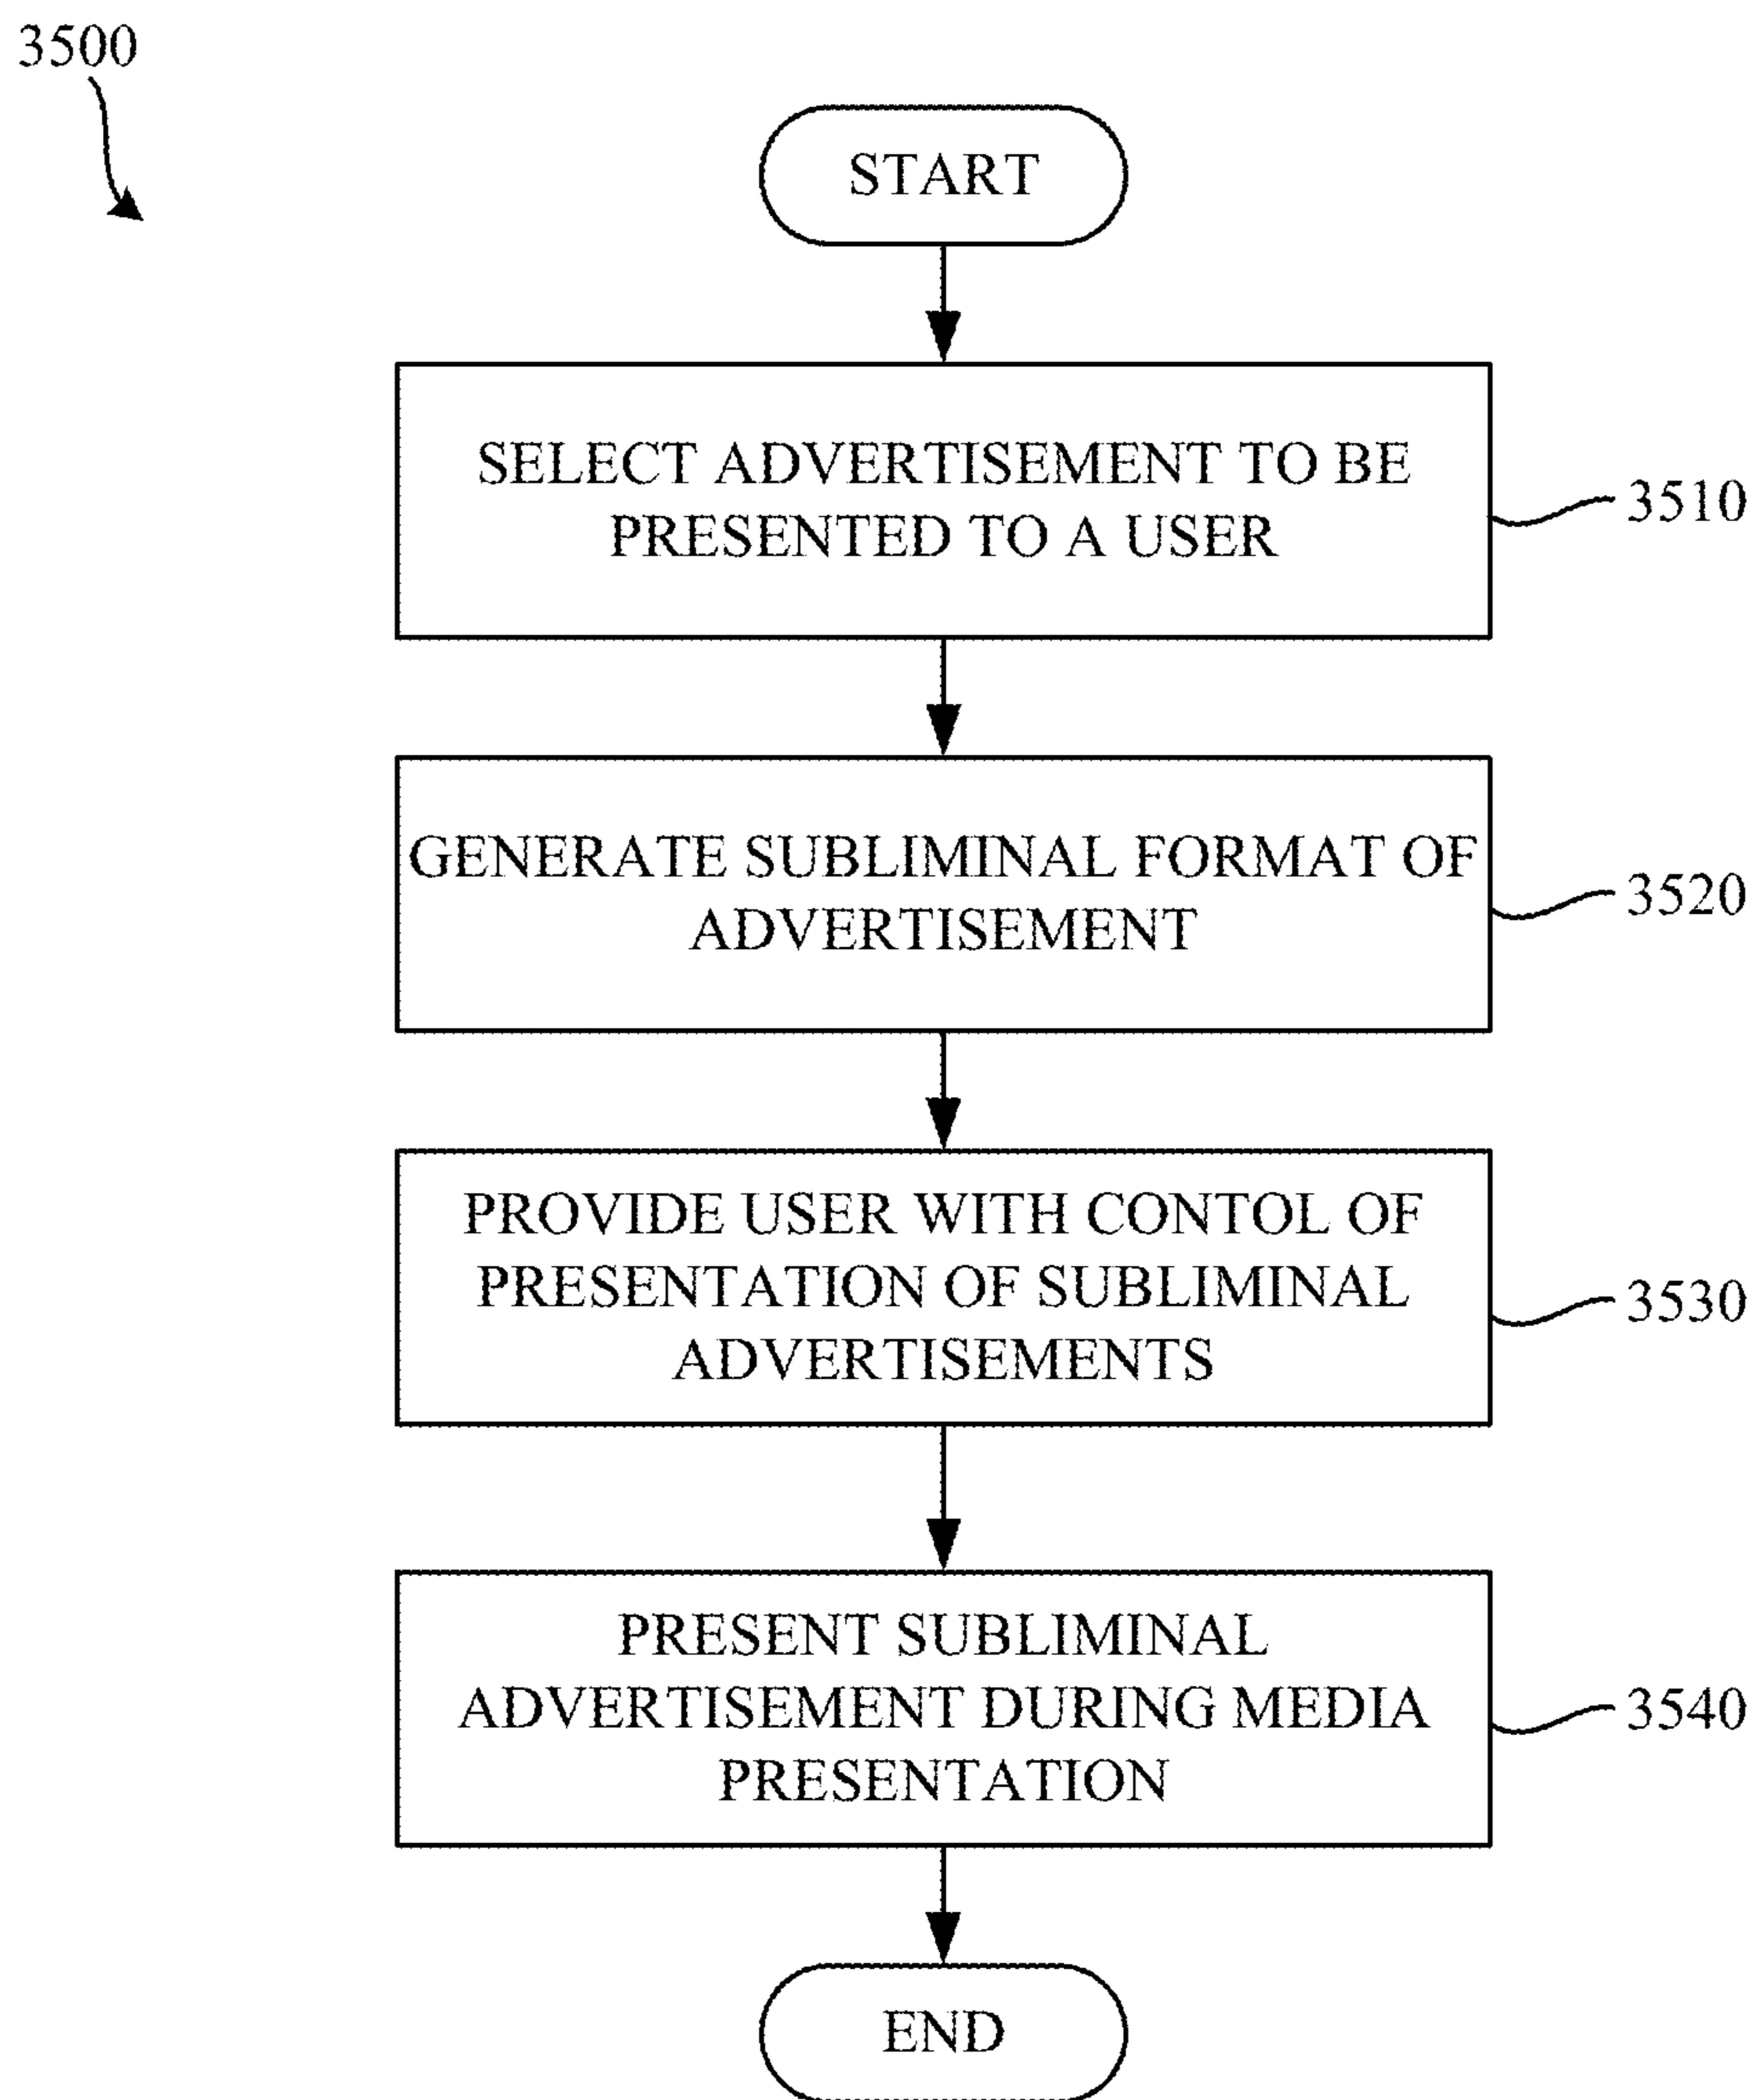 3500
START
SELECT ADVERTISEMENT TO BE
PRESENTED TO A USER
3510
GENERATE SUBLIMINAL FORMAT OF
ADVERTISEMENT
3520
PROVIDE USER WITH CONTOL OF
PRESENTATION OF SUBLIMINAL
ADVERTISEMENTS
3530
PRESENT SUBLIMINAL
ADVERTISEMENT DURING MEDIA
PRESENTATION
3540
END